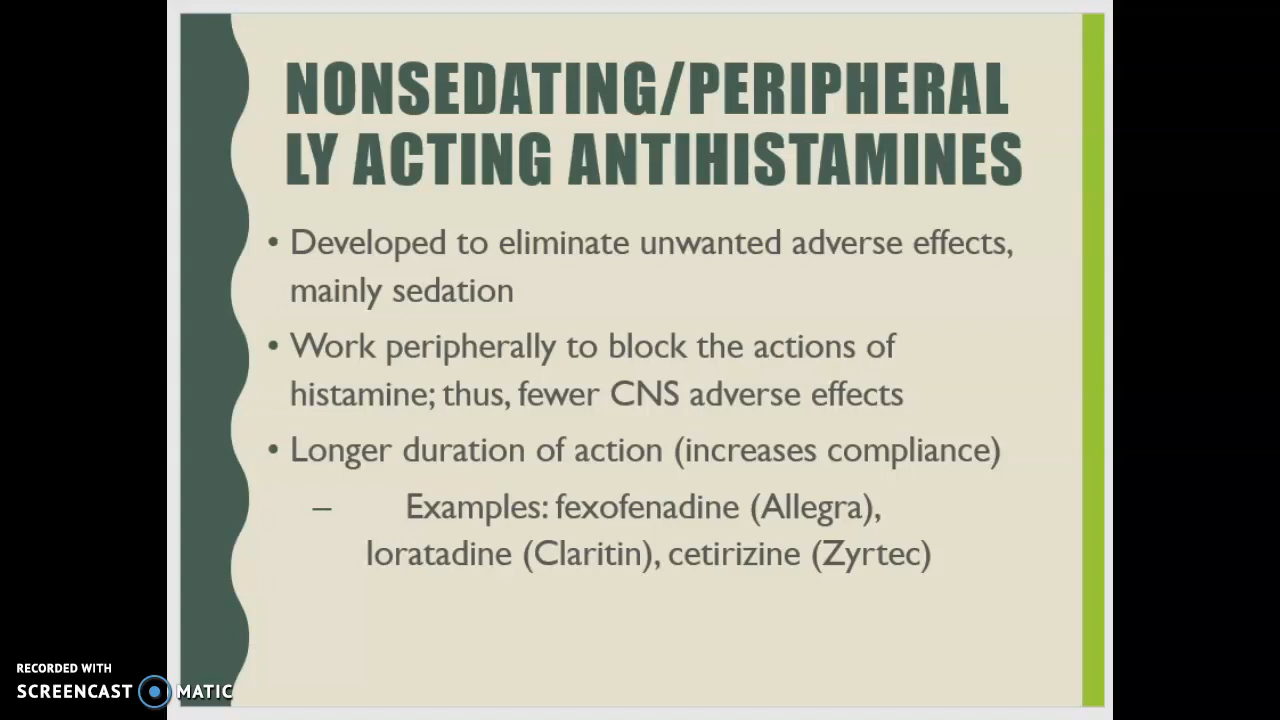 NONSEDATING/PERIPHERAL
LY ACTING ANTIHISTAMINES
• Developed to eliminate unwanted adverse effects,
mainly sedation
• Work peripherally to block the actions of
histamine; thus, fewer CNS adverse effects
• Longer duration of action (increases compliance)
– Examples: fexofenadine (Allegra),
loratadine (Claritin), cetirizine (Zyrtec)
RECORDED WITH
SCREENCAST MATIC